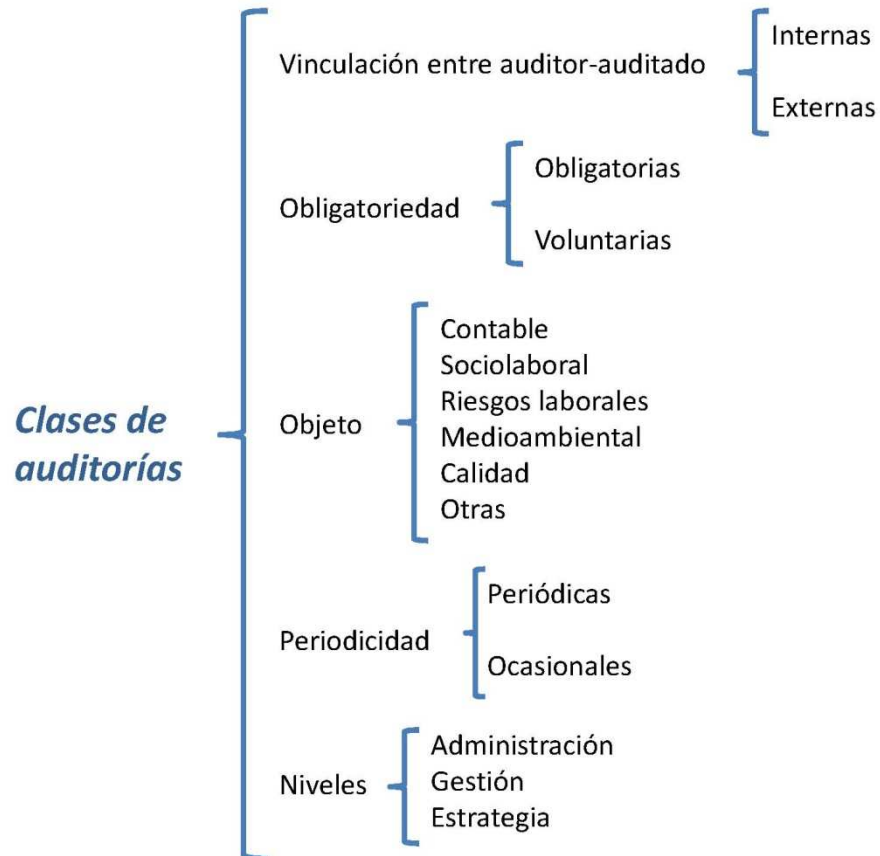 Clases de
auditorías
Vinculación entre auditor-auditado
Internas
Externas
Obligatoriedad
Obligatorias
Voluntarias
Objeto
Contable
Sociolaboral
Riesgos laborales
Medioambiental
Calidad
Otras
Periodicidad
Periódicas
Ocasionales
Niveles
Administración
Gestión
Estrategia